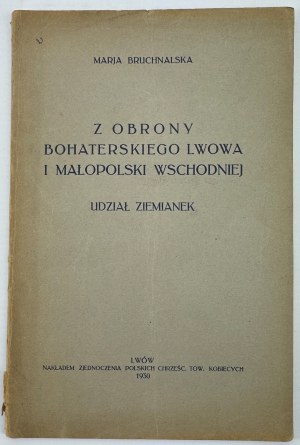 MARJA BRUCHNALSKA
Z OBRONY
BOHATERSKIEGO LWOWA
I MAŁOPOLSKI WSCHODNIEJ
UDZIAŁ ZIEMIANEK
LWÓW
NAKŁADEM ZJEDNOCZENIA POLSKICH CHRZEŚC. TOW. KOBIECYCH
1930